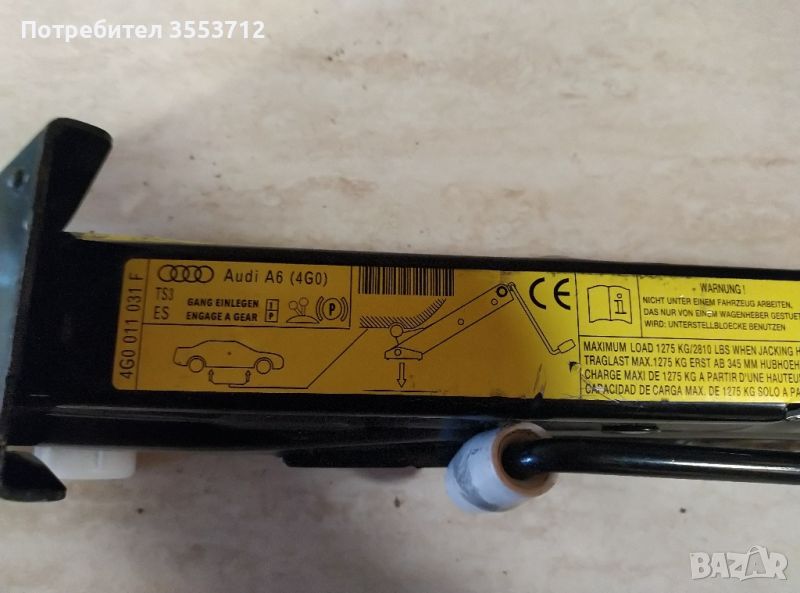 Потребител 3553712
4G0 011 031 F
Audi A6 (4G0)
TS3
ES
GANG EINLEGEN
ENGAGE A GEAR
1
P
(P)
CE
i
WARNUNG !
NICHT UNTER EINEM FAHRZEUG ARBEITEN,
DAS NUR VON EINEM WAGENHEBER GESTUET
WIRD: UNTERSTELLBLOECKE BENUTZEN
MAXIMUM LOAD 1275 KG/2810 LBS WHEN JACKING H
TRAGLAST MAX.1275 KG ERST AB 345 MM HUBHOEH
CHARGE MAXI DE 1275 KG A PARTIR D'UNE HAUTEU
CAPACIDAD DE CARGA MAX. DE 1275 KG SOLO A PA
BAZAR